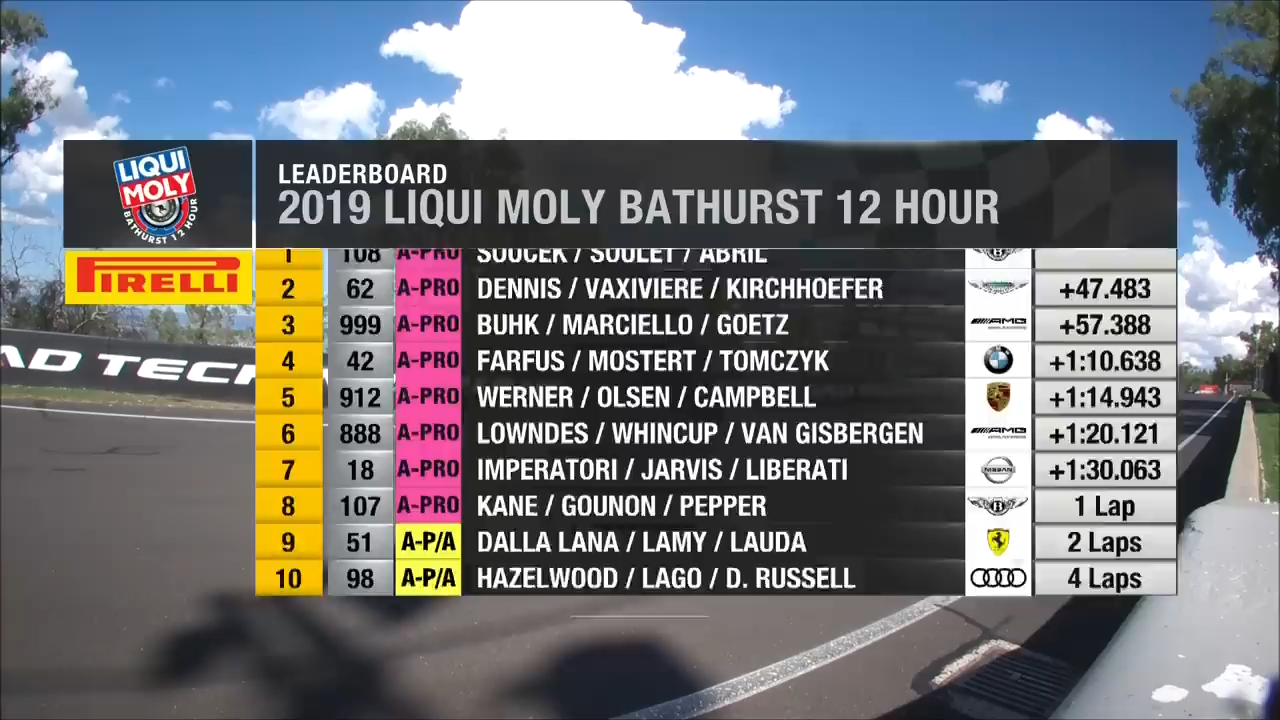 LIQUI
MOLY
BATHURST 12 HOUR
LEADERBOARD
2019 LIQUI MOLY BATHURST 12 HOUR
PIRELLI
1 108 A-PRO SOUCEK / SOULET / ABRIL
2 62 A-PRO DENNIS / VAXIVIERE / KIRCHHOEFER +47.483
3 999 A-PRO BUHK / MARCIELLO / GOETZ AMG +57.388
4 42 A-PRO FARFUS / MOSTERT / TOMCZYK +1:10.638
5 912 A-PRO WERNER / OLSEN / CAMPBELL +1:14.943
6 888 A-PRO LOWNDES / WHINCUP / VAN GISBERGEN AMG +1:20.121
7 18 A-PRO IMPERATORI / JARVIS / LIBERATI NISSAN +1:30.063
8 107 A-PRO KANE / GOUNON / PEPPER B 1 Lap
9 51 A-P/A DALLA LANA / LAMY / LAUDA 2 Laps
10 98 A-P/A HAZELWOOD / LAGO / D. RUSSELL 4 Laps
AD TECH